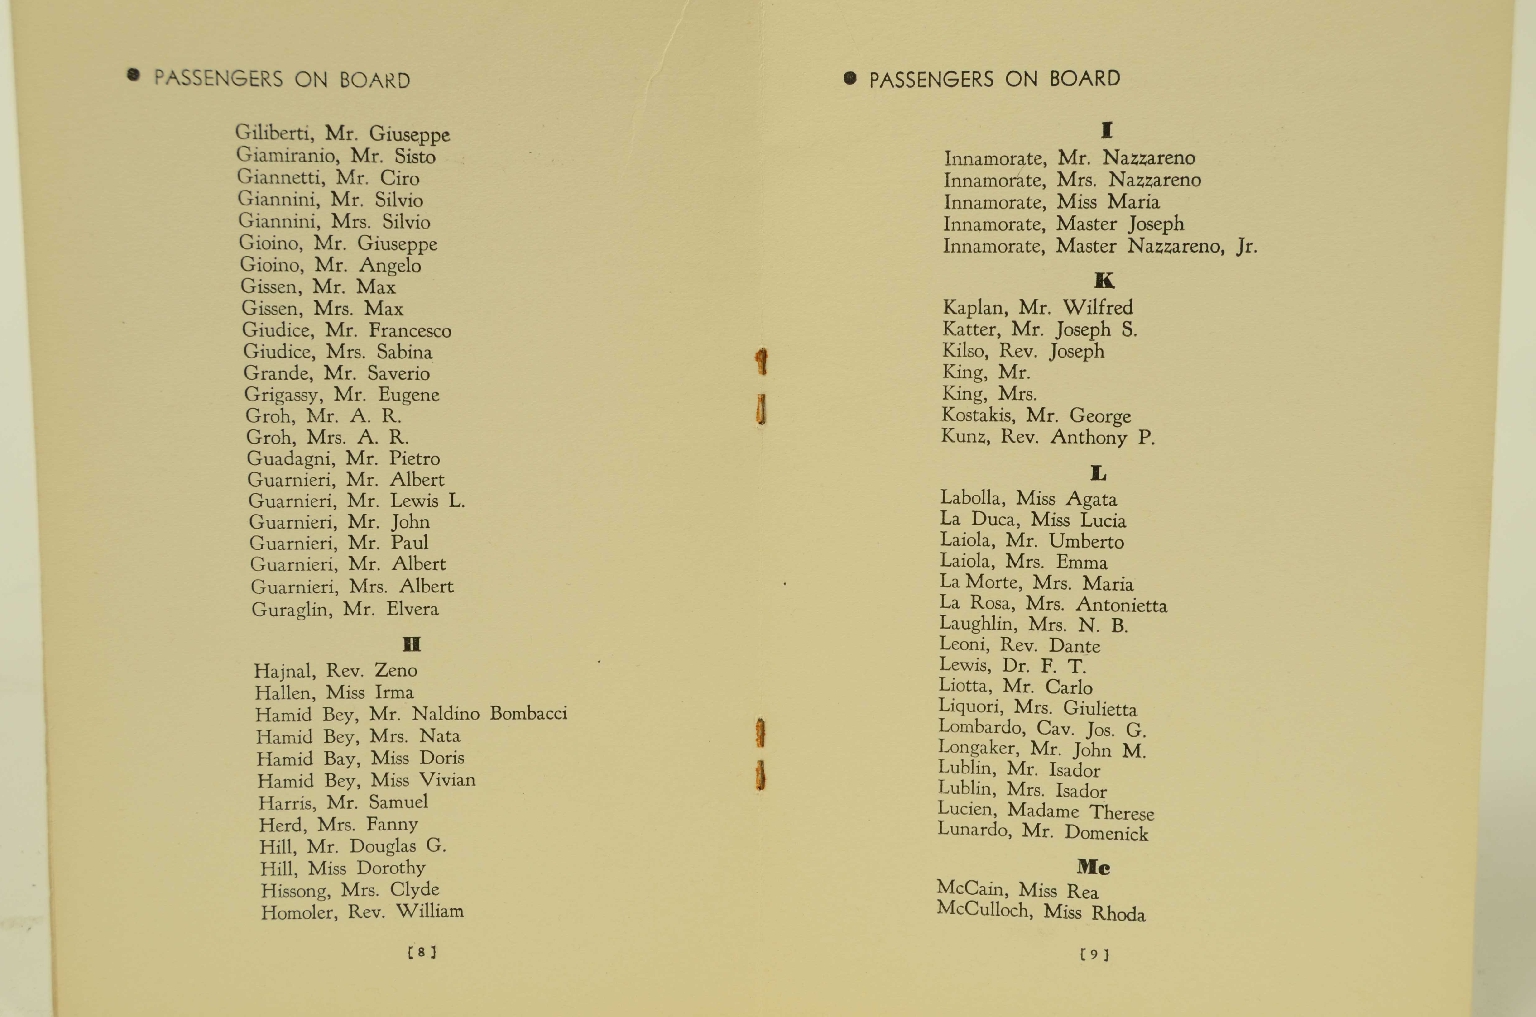 ● PASSENGERS ON BOARD
Giliberti, Mr. Giuseppe
Giamiranio, Mr. Sisto
Giannetti, Mr. Ciro
Giannini, Mr. Silvio
Giannini, Mrs. Silvio
Gioino, Mr. Giuseppe
Gioino, Mr. Angelo
Gissen, Mr. Max
Gissen, Mrs. Max
Giudice, Mr. Francesco
Giudice, Mrs. Sabina
Grande, Mr. Saverio
Grigassy, Mr. Eugene
Groh, Mr. A. R.
Groh, Mrs. A. R.
Guadagni, Mr. Pietro
Guarnieri, Mr. Albert
Guarnieri, Mr. Lewis L.
Guarnieri, Mr. John
Guarnieri, Mr. Paul
Guarnieri, Mr. Albert
Guarnieri, Mrs. Albert
Guraglin, Mr. Elvera
H
Hajnal, Rev. Zeno
Hallen, Miss Irma
Hamid Bey, Mr. Naldino Bombacci
Hamid Bey, Mrs. Nata
Hamid Bay, Miss Doris
Hamid Bey, Miss Vivian
Harris, Mr. Samuel
Herd, Mrs. Fanny
Hill, Mr. Douglas G.
Hill, Miss Dorothy
Hissong, Mrs. Clyde
Homoler, Rev. William
[8]
● PASSENGERS ON BOARD
I
Innamorate, Mr. Nazzareno
Innamorate, Mrs. Nazzareno
Innamorate, Miss Maria
Innamorate, Master Joseph
Innamorate, Master Nazzareno, Jr.
K
Kaplan, Mr. Wilfred
Katter, Mr. Joseph S.
Kilso, Rev. Joseph
King, Mr.
King, Mrs.
Kostakis, Mr. George
Kunz, Rev. Anthony P.
L
Labolla, Miss Agata
La Duca, Miss Lucia
Laiola, Mr. Umberto
Laiola, Mrs. Emma
La Morte, Mrs. Maria
La Rosa, Mrs. Antonietta
Laughlin, Mrs. N. B.
Leoni, Rev. Dante
Lewis, Dr. F. T.
Liotta, Mr. Carlo
Liquori, Mrs. Giulietta
Lombardo, Cav. Jos. G.
Longaker, Mr. John M.
Lublin, Mr. Isador
Lublin, Mrs. Isador
Lucien, Madame Therese
Lunardo, Mr. Domenick
Mc
McCain, Miss Rea
McCulloch, Miss Rhoda
[9]